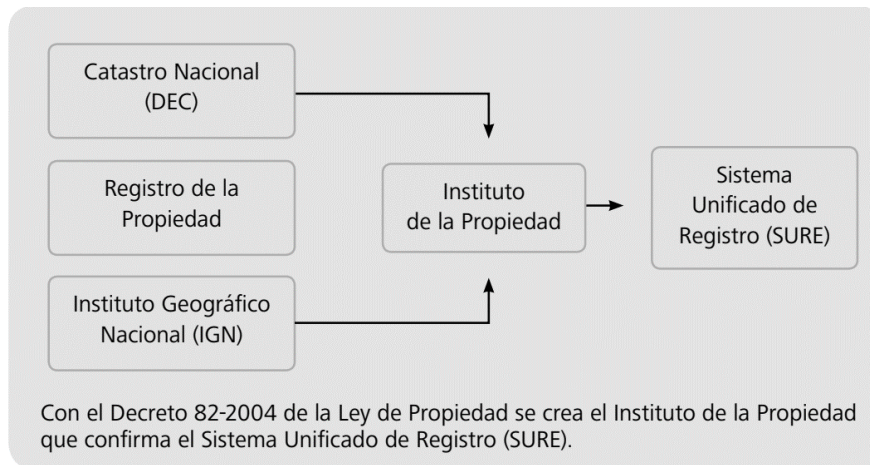 Catastro Nacional
(DEC)
Registro de la
Propiedad
Instituto Geográfico
Nacional (IGN)
Instituto
de la Propiedad
Sistema
Unificado de
Registro (SURE)
Con el Decreto 82-2004 de la Ley de Propiedad se crea el Instituto de la Propiedad
que confirma el Sistema Unificado de Registro (SURE).